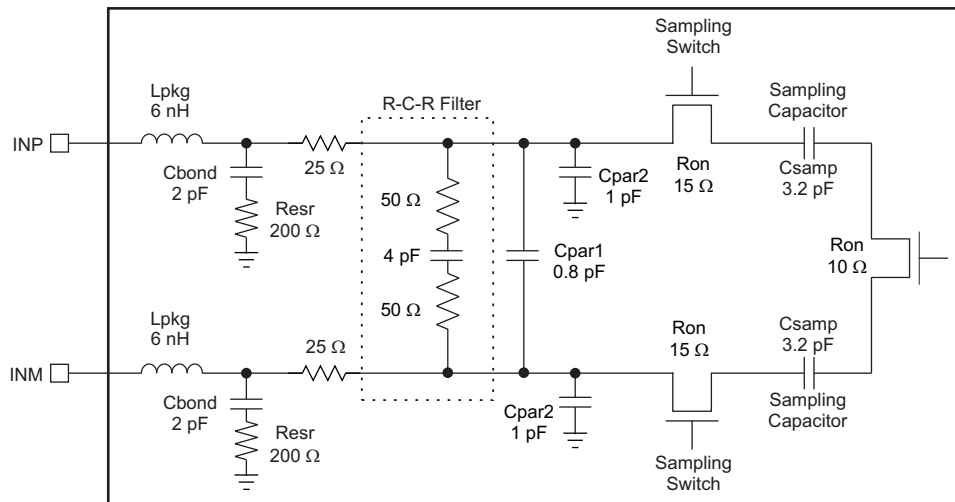 Sampling
Switch
Lpkg
6 nH
R-C-R Filter
Sampling
Capacitor
INP
25 Ω
Cbond
2 pF
Ron
15 Ω
Csamp
3.2 pF
Cpar2
1 pF
50 Ω
Resr
200 Ω
4 pF
Cpar1
0.8 pF
Ron
10 Ω
50 Ω
Lpkg
6 nH
25 Ω
Ron
15 Ω
Csamp
3.2 pF
INM
Sampling
Capacitor
Cbond
2 pF
Cpar2
1 pF
Resr
200 Ω
Sampling
Switch